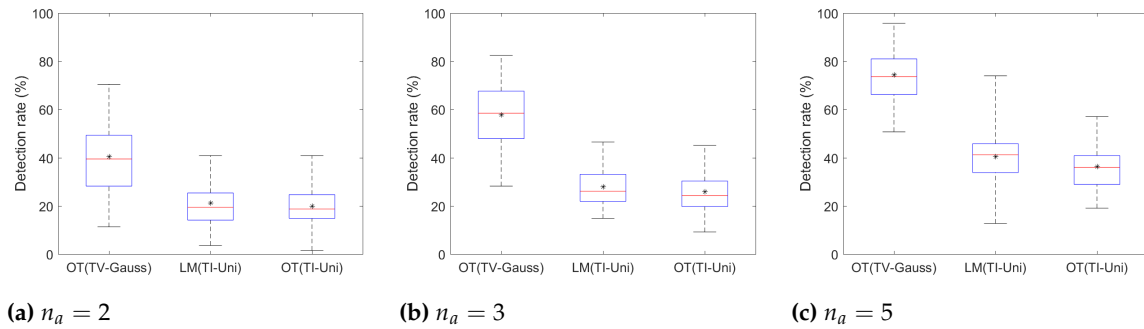 100
80
60
40
20
0
Detection rate (%)
OT(TV-Gauss) LM(TI-Uni) OT(TI-Uni)
(a) n_a = 2
100
80
60
40
20
0
Detection rate (%)
OT(TV-Gauss) LM(TI-Uni) OT(TI-Uni)
(b) n_a = 3
100
80
60
40
20
0
Detection rate (%)
OT(TV-Gauss) LM(TI-Uni) OT(TI-Uni)
(c) n_a = 5